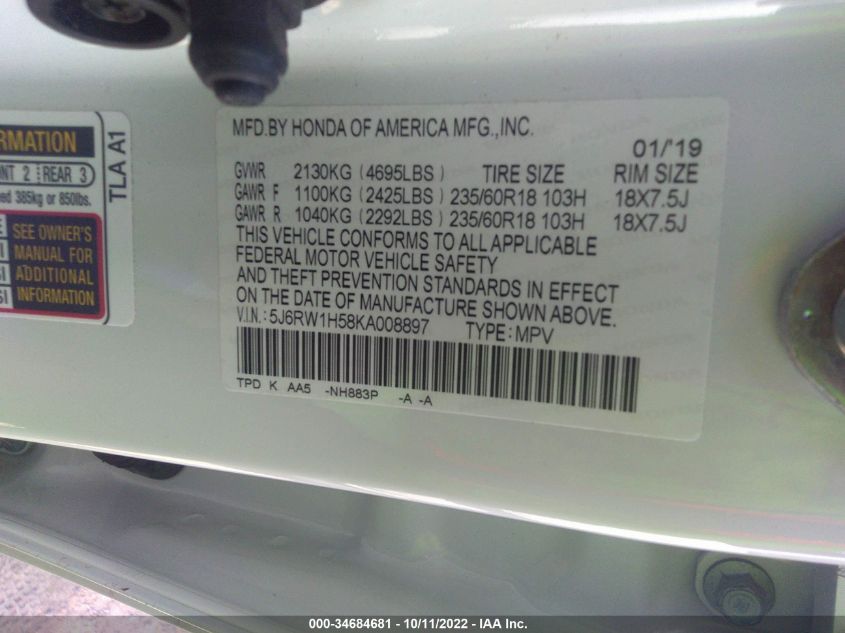 RMATION
NT 2 REAR 3
ed 385kg or 850lbs.
SEE OWNER'S
MANUAL FOR
ADDITIONAL
INFORMATION
TLA A1
MFD.BY HONDA OF AMERICA MFG.,INC.
01/'19
GVWR 2130KG (4695LBS) TIRE SIZE RIM SIZE
GAWR F 1100KG (2425LBS) 235/60R18 103H 18X7.5J
GAWR R 1040KG (2292LBS) 235/60R18 103H 18X7.5J
THIS VEHICLE CONFORMS TO ALL APPLICABLE
FEDERAL MOTOR VEHICLE SAFETY
AND THEFT PREVENTION STANDARDS IN EFFECT
ON THE DATE OF MANUFACTURE SHOWN ABOVE.
V.I.N.: 5J6RW1H58KA008897 TYPE: MPV
TPD K AA5 -NH883P -A -A
000-34684681 - 10/11/2022 - IAA Inc.